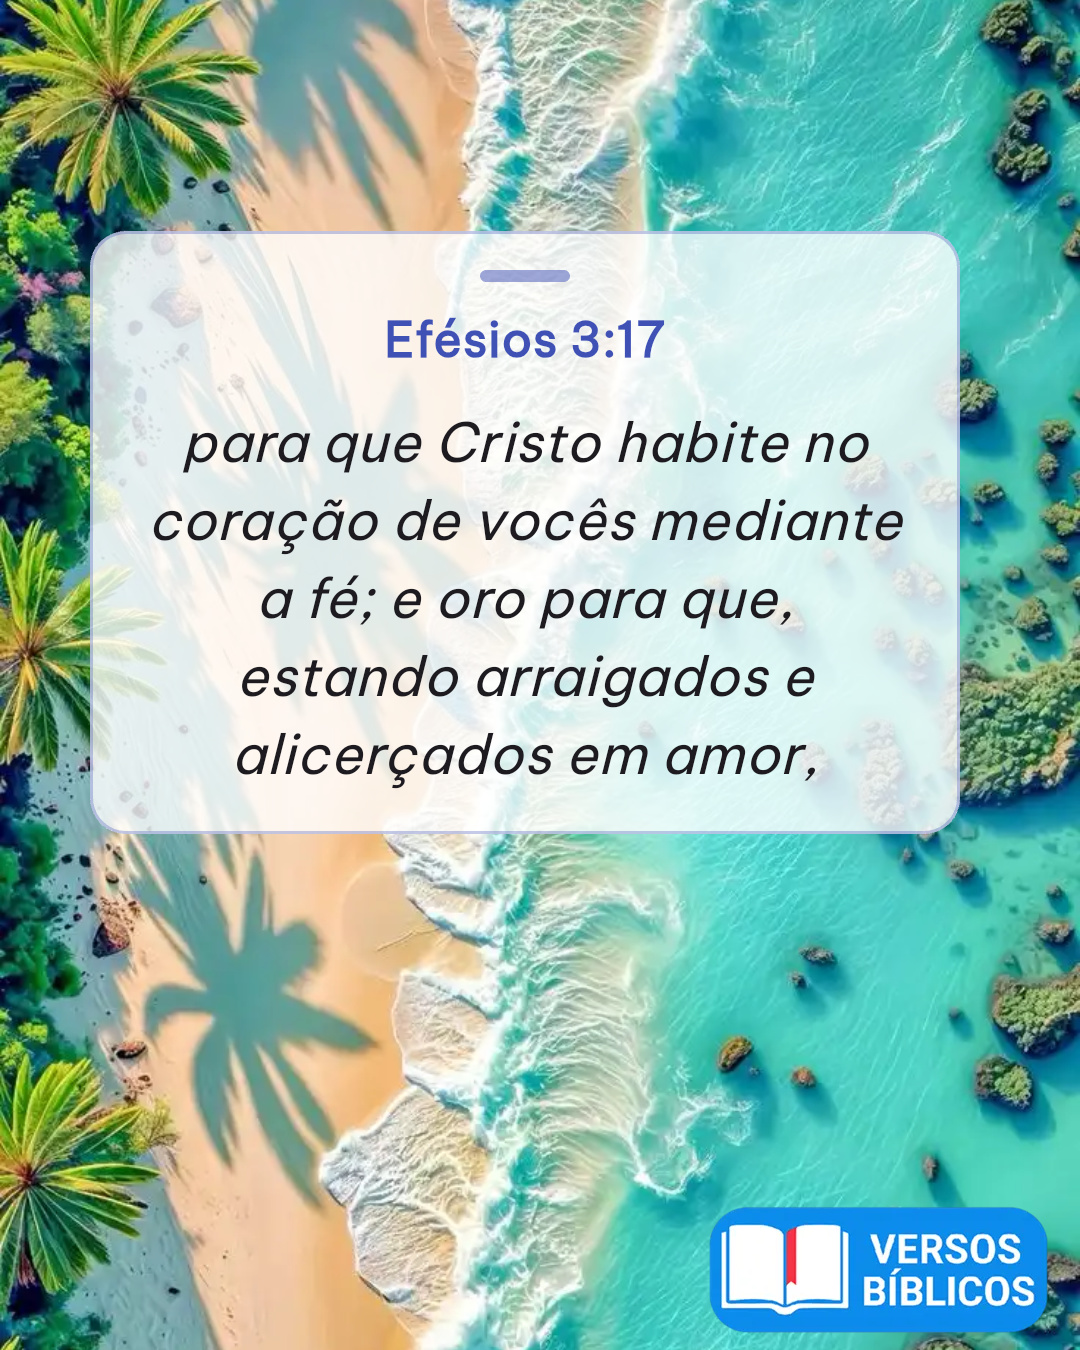 Efésios 3:17
para que Cristo habite no
coração de vocês mediante
a fé; e oro para que,
estando arraigados e
alicerçados em amor,
VERSOS
BÍBLICOS